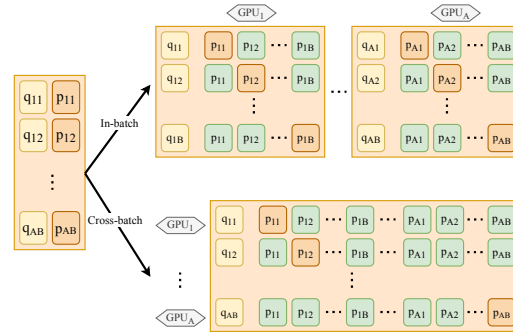 GPU1 GPUA
q11 p11 p12 ··· p1B qA1 pA1 pA2 ··· pAB
q12 p11 p12 ··· p1B ··· qA2 pA1 pA2 ··· pAB
⋮ ⋮
q1B p11 p12 ··· p1B qAB pA1 pA2 ··· pAB
q11 p11
q12 p12
⋮
qAB pAB
In-batch
Cross-batch
GPU1 q11 p11 p12 ··· p1B ··· pA1 pA2 ··· pAB
q12 p11 p12 ··· p1B ··· pA1 pA2 ··· pAB
⋮ ⋮
GPUA qAB p11 p12 ··· p1B ··· pA1 pA2 ··· pAB